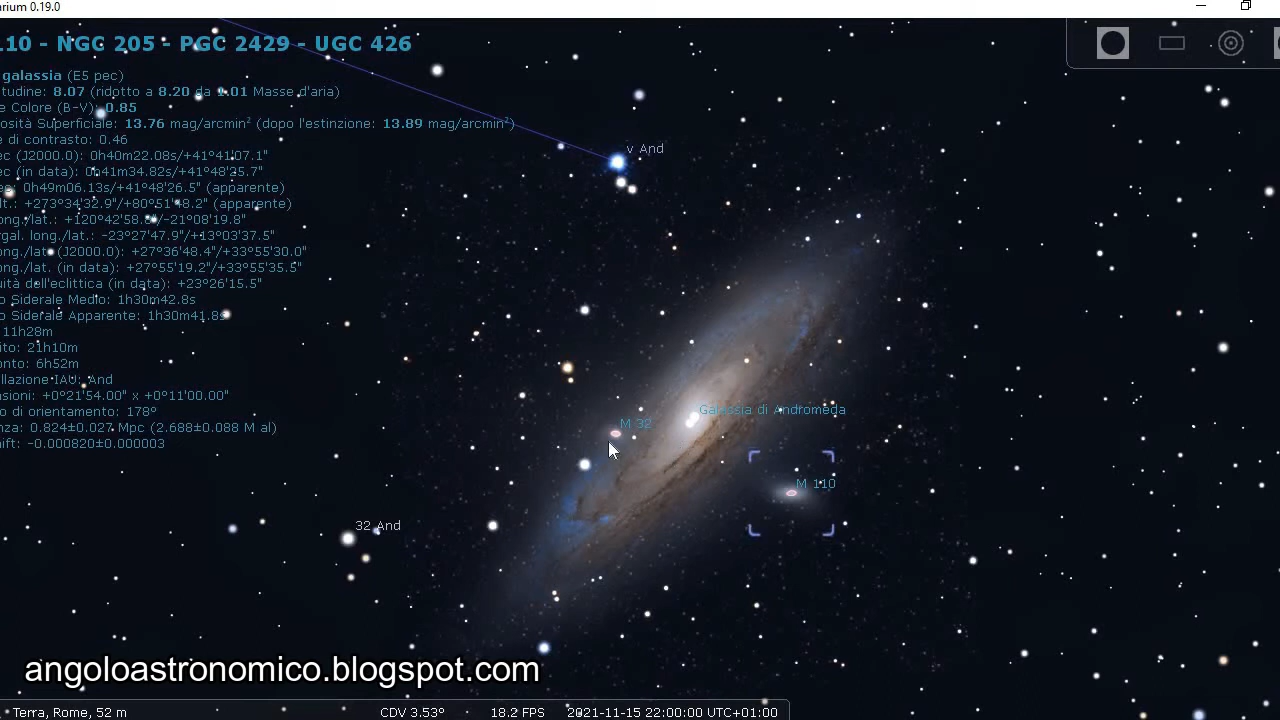 rium 0.19.0
.10 - NGC 205 - PGC 2429 - UGC 426
galassia (E5 pec)
tudine: 8.07 (ridotto a 8.20 da 1.01 Masse d'aria)
e Colore (B-V): 0.85
osità Superficiale: 13.76 mag/arcmin² (dopo l'estinzione: 13.89 mag/arcmin²)
e di contrasto: 0.46
ec (J2000.0): 0h40m22.08s/+41°41'07.1"
ec (in data): 0h41m34.82s/+41°48'25.7"
ec: 0h49m06.13s/+41°48'26.5" (apparente)
lt.: +273°34'32.9"/+80°51'48.2" (apparente)
ong./lat.: +120°42'58.8"/-21°08'19.8"
rgal. long./lat.: -23°27'47.9"/+13°03'37.5"
ong./lat. (J2000.0): +27°36'48.4"/+33°55'30.0"
ong./lat. (in data): +27°55'19.2"/+33°55'35.5"
uità dell'eclittica (in data): +23°26'15.5"
o Siderale Medio: 1h30m42.8s
o Siderale Apparente: 1h30m41.8s
11h28m
ito: 21h10m
onto: 6h52m
llazione IAU: And
nsioni: +0°21'54.00" x +0°11'00.00"
o di orientamento: 178°
nza: 0.824±0.027 Mpc (2.688±0.088 M al)
hift: -0.000820±0.000003
ν And
Galassia di Andromeda
M 32
M 110
32 And
angoloastronomico.blogspot.com
Terra, Rome, 52 m
CDV 3.53°
18.2 FPS
2021-11-15 22:00:00 UTC+01:00